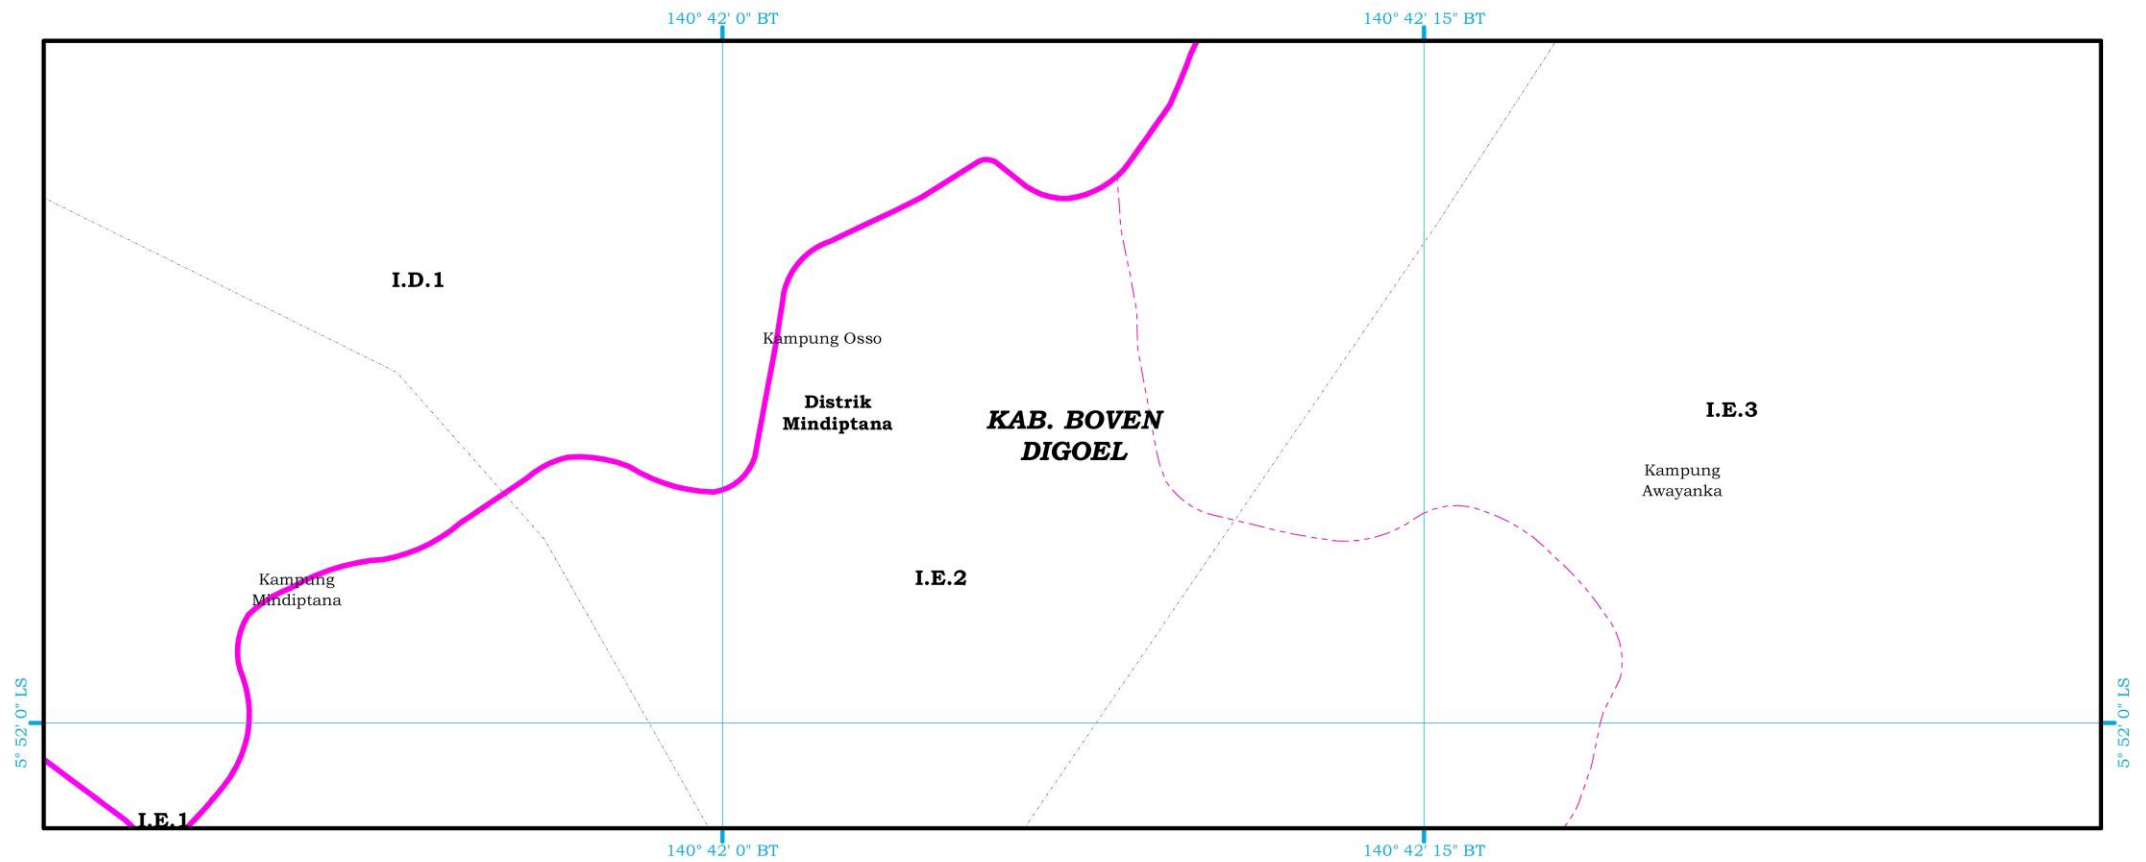 140° 42' 0" BT
140° 42' 15" BT
I.D.1
Kampung Osso
Distrik
Mindiptana
KAB. BOVEN
DIGOEL
I.E.3
Kampung
Awayanka
I.E.2
Kampung
Mindiptana
5° 52' 0" LS
5° 52' 0" LS
I.E.1
140° 42' 0" BT
140° 42' 15" BT